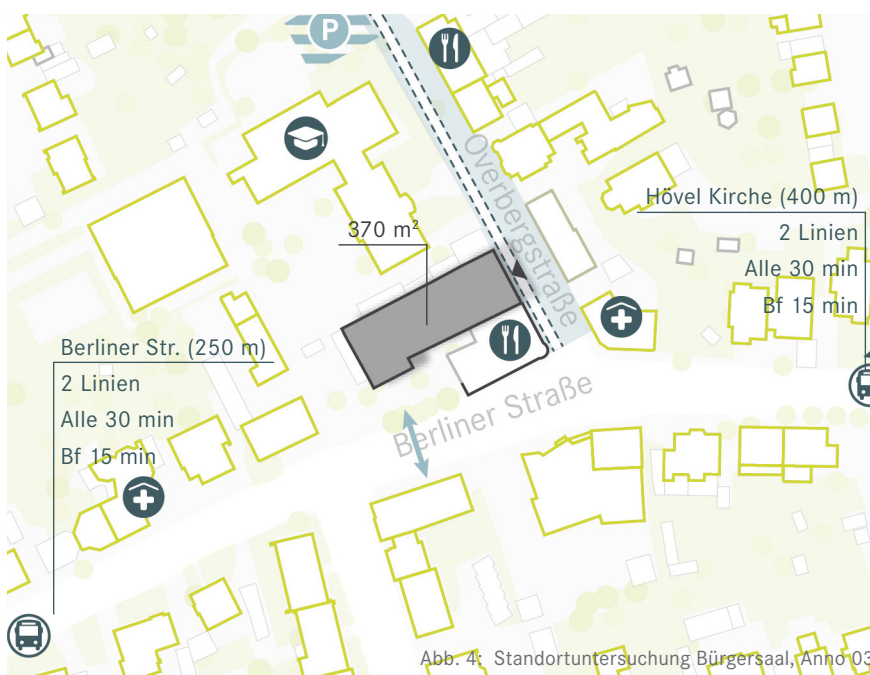 P
Overbergstraße
Hövel Kirche (400 m)
2 Linien
Alle 30 min
Bf 15 min
370 m²
Berliner Str. (250 m)
2 Linien
Alle 30 min
Bf 15 min
Berliner Straße
Abb. 4: Standortuntersuchung Bürgersaal, Anno 03